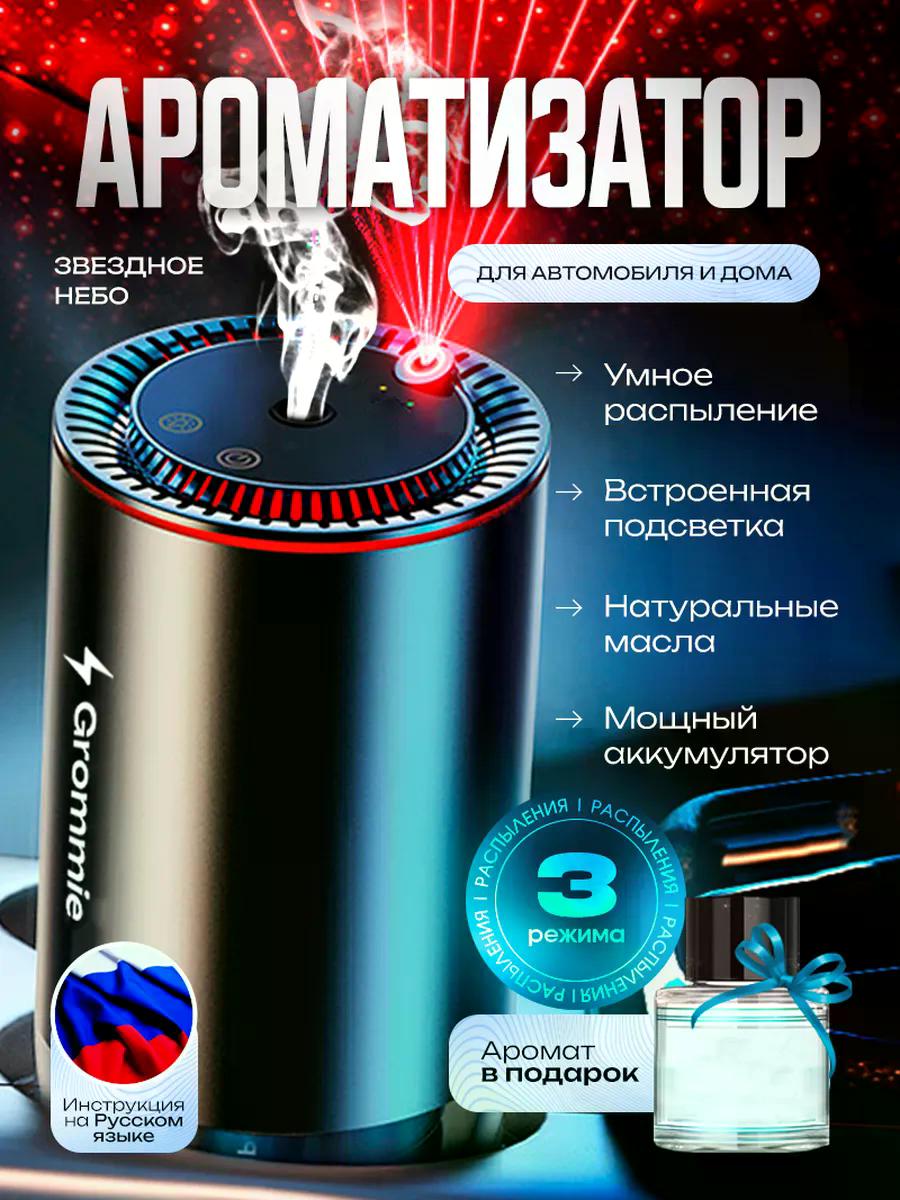 АРОМАТИЗАТОР
ЗВЕЗДНОЕ
НЕБО
ДЛЯ АВТОМОБИЛЯ И ДОМА
Умное
распыление
Встроенная
подсветка
Натуральные
масла
Мощный
аккумулятор
Grommie
РАСПЫЛЕНИЯ | РАСПЫЛЕНИЯ | РАСПЫЛЕНИЯ | РАСПЫЛЕНИЯ |
3
режима
Аромат
в подарок
Инструкция
на Русском
языке